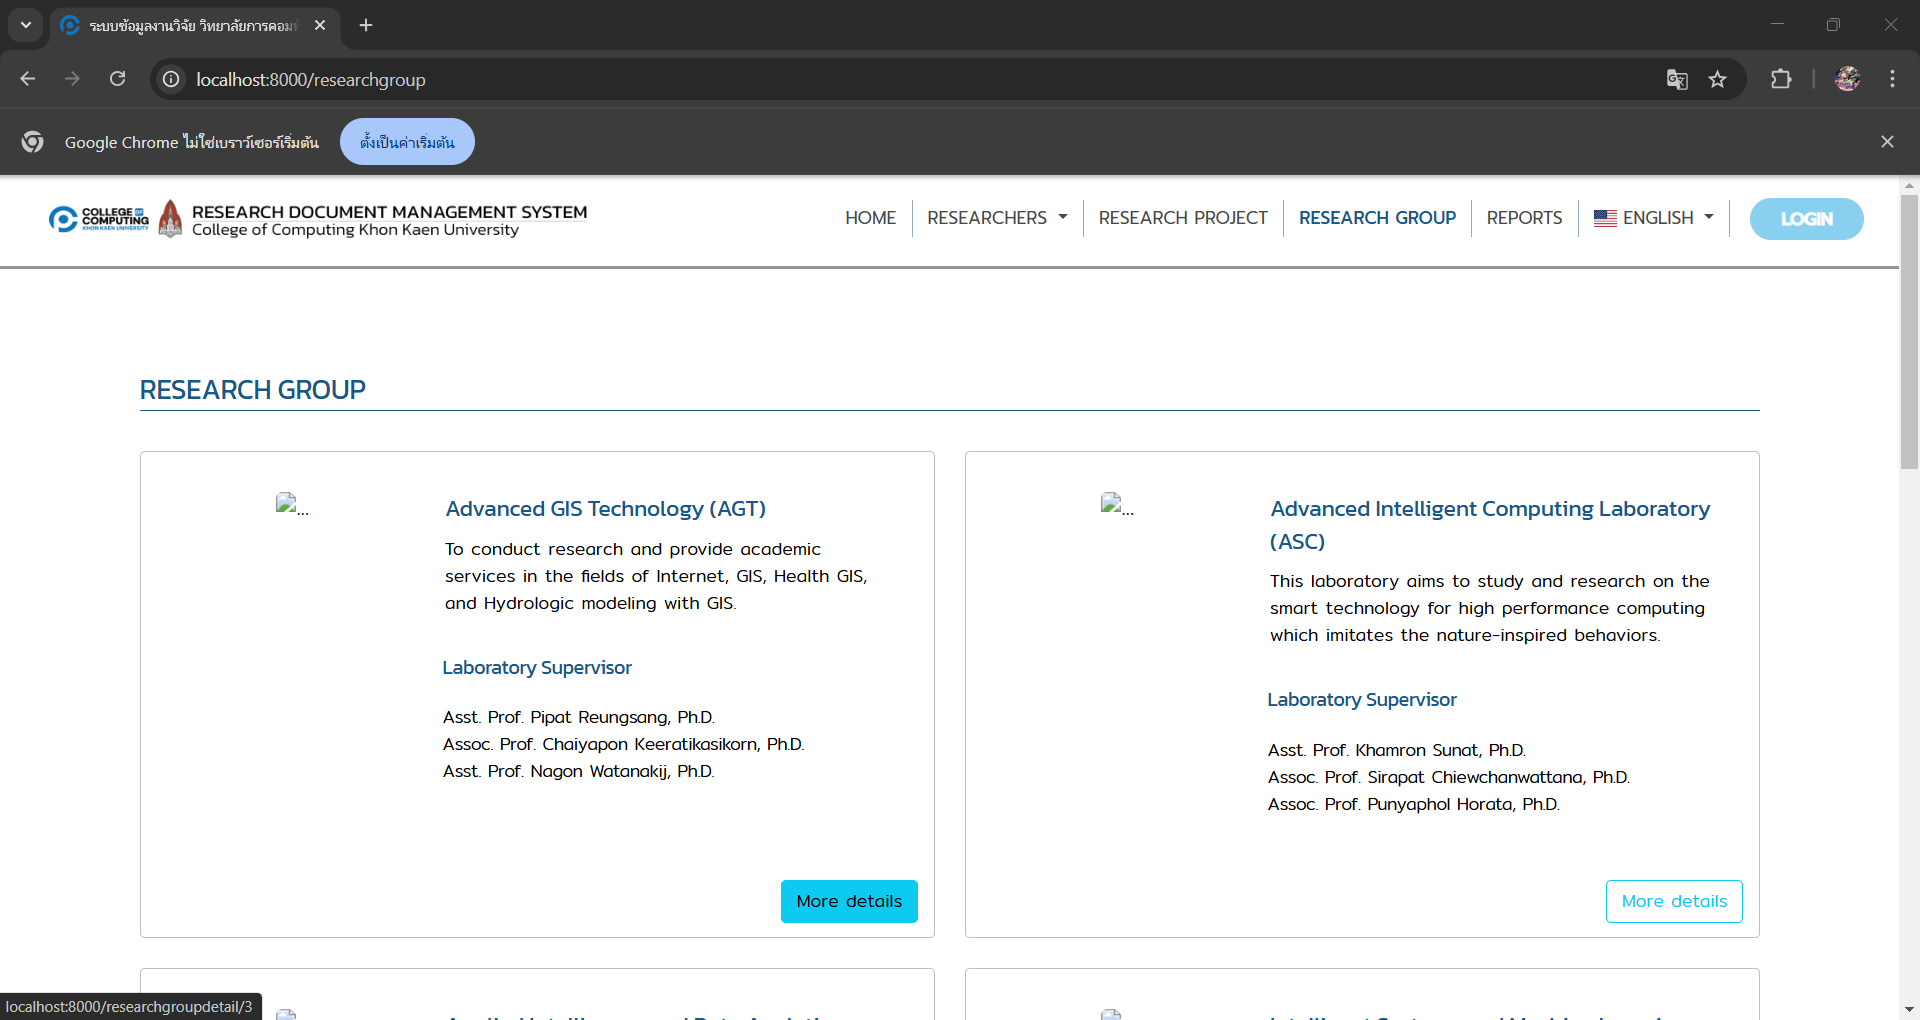 ระบบข้อมูลงานวิจัย วิทยาลัยการคอมพิ
localhost:8000/researchgroup
Google Chrome ไม่ใช่เบราว์เซอร์เริ่มต้น
ตั้งเป็นค่าเริ่มต้น
COLLEGE OF
COMPUTING
KHON KAEN UNIVERSITY
RESEARCH DOCUMENT MANAGEMENT SYSTEM
College of Computing Khon Kaen University
HOME
RESEARCHERS
RESEARCH PROJECT
RESEARCH GROUP
REPORTS
ENGLISH
LOGIN
RESEARCH GROUP
...
Advanced GIS Technology (AGT)
To conduct research and provide academic
services in the fields of Internet, GIS, Health GIS,
and Hydrologic modeling with GIS.
Laboratory Supervisor
Asst. Prof. Pipat Reungsang, Ph.D.
Assoc. Prof. Chaiyapon Keeratikasikorn, Ph.D.
Asst. Prof. Nagon Watanakij, Ph.D.
More details
...
Advanced Intelligent Computing Laboratory
(ASC)
This laboratory aims to study and research on the
smart technology for high performance computing
which imitates the nature-inspired behaviors.
Laboratory Supervisor
Asst. Prof. Khamron Sunat, Ph.D.
Assoc. Prof. Sirapat Chiewchanwattana, Ph.D.
Assoc. Prof. Punyaphol Horata, Ph.D.
More details
localhost:8000/researchgroupdetail/3